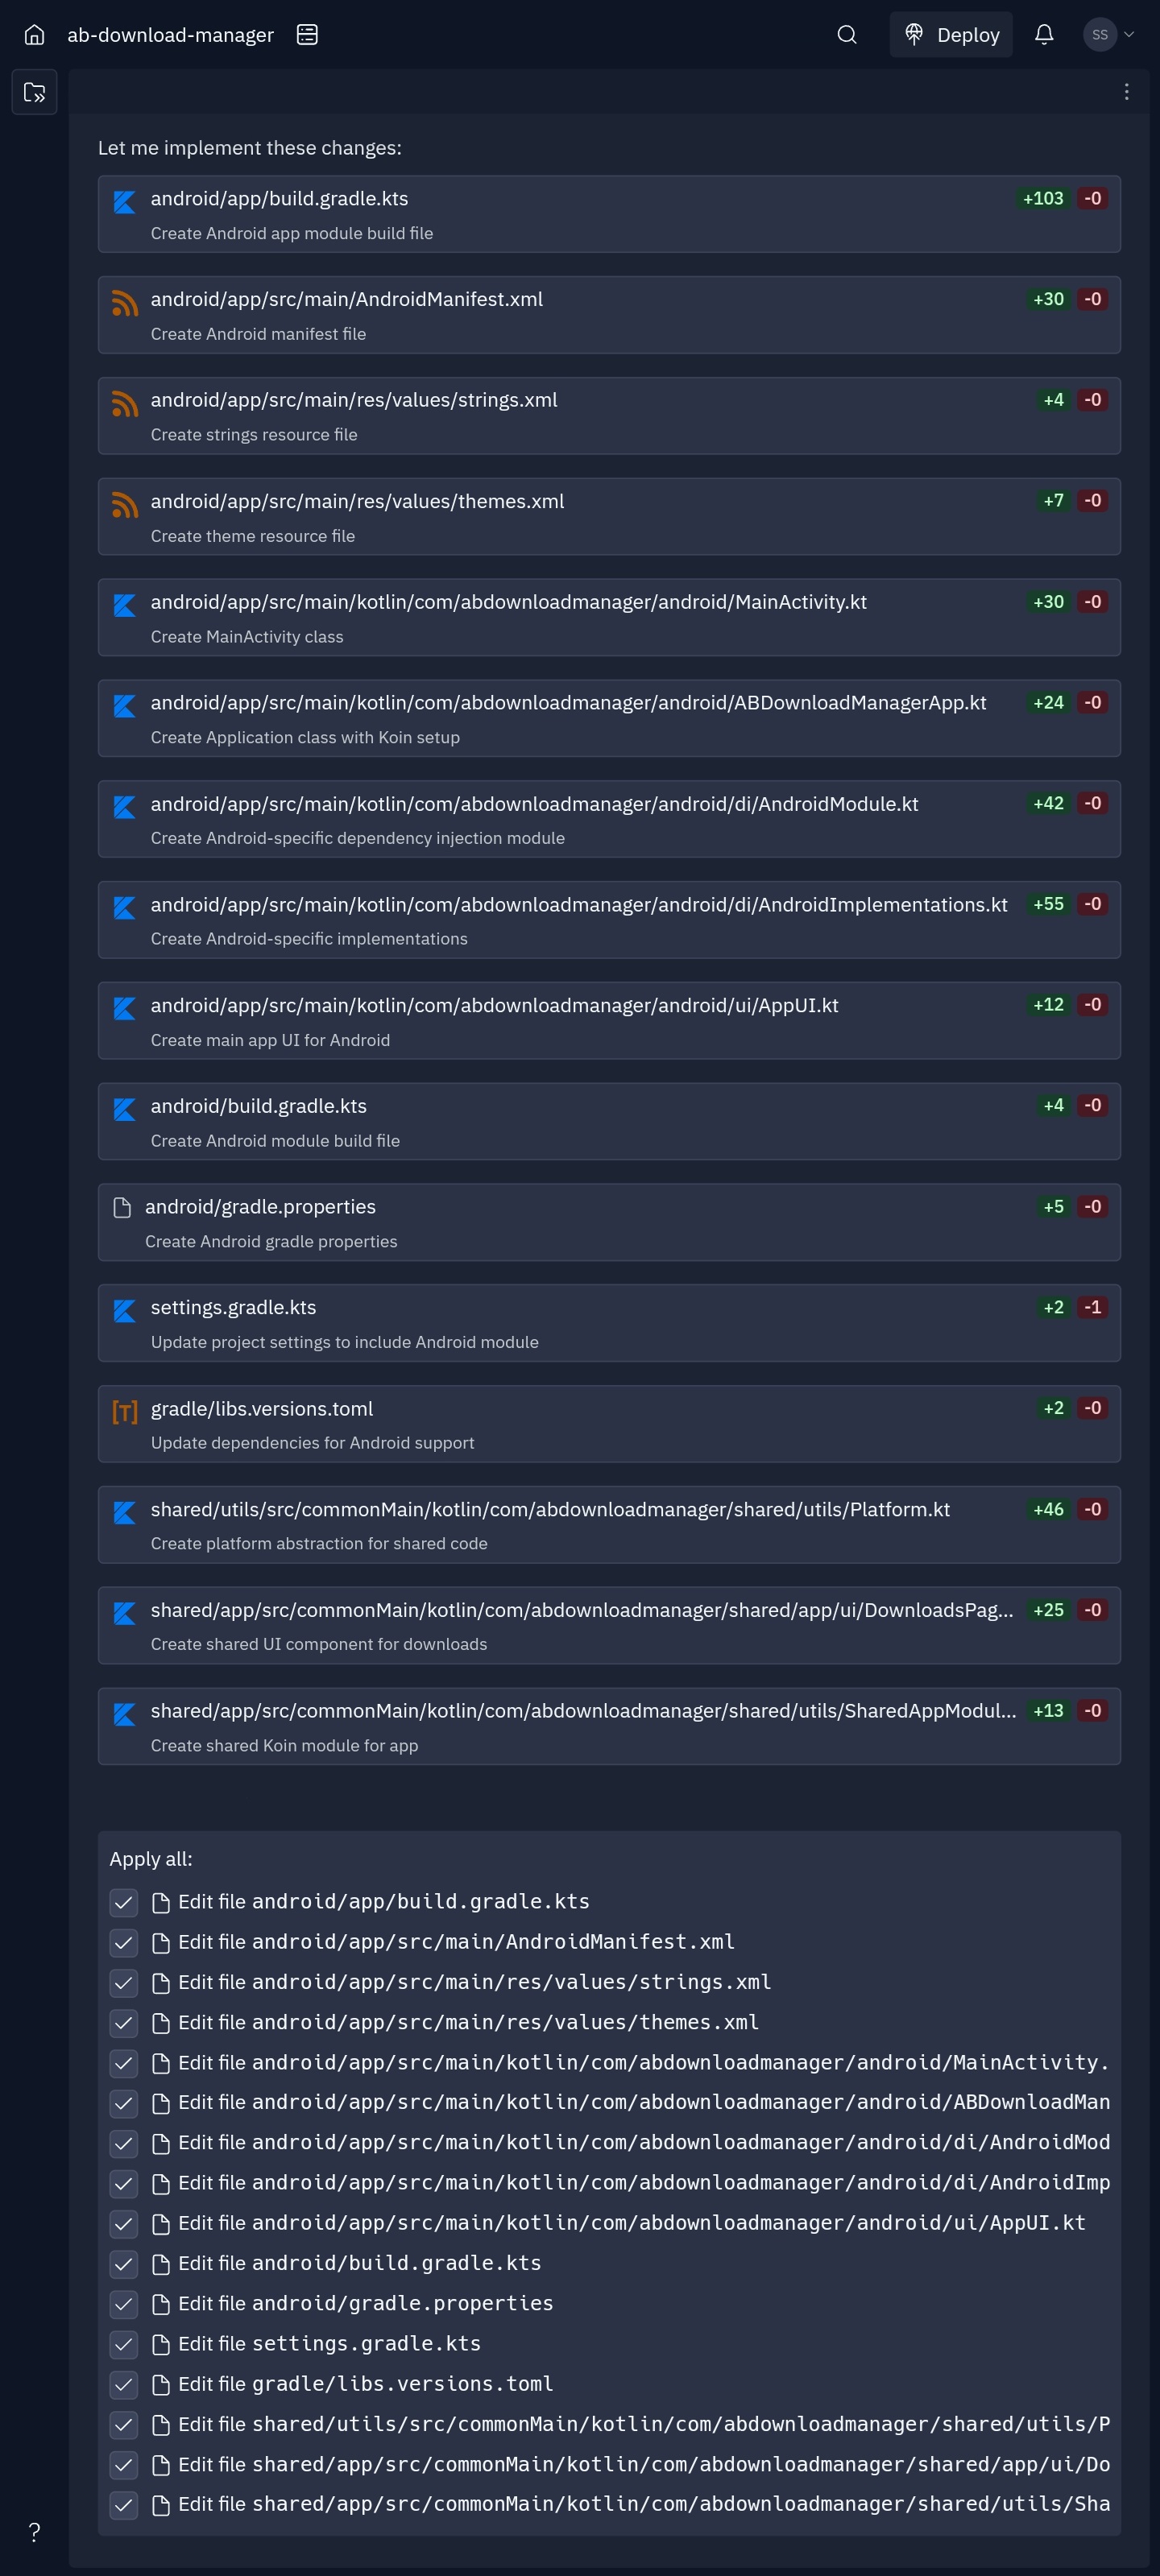 ab-download-manager
Deploy
SS
Let me implement these changes:
android/app/build.gradle.kts +103 -0
Create Android app module build file
android/app/src/main/AndroidManifest.xml +30 -0
Create Android manifest file
android/app/src/main/res/values/strings.xml +4 -0
Create strings resource file
android/app/src/main/res/values/themes.xml +7 -0
Create theme resource file
android/app/src/main/kotlin/com/abdownloadmanager/android/MainActivity.kt +30 -0
Create MainActivity class
android/app/src/main/kotlin/com/abdownloadmanager/android/ABDownloadManagerApp.kt +24 -0
Create Application class with Koin setup
android/app/src/main/kotlin/com/abdownloadmanager/android/di/AndroidModule.kt +42 -0
Create Android-specific dependency injection module
android/app/src/main/kotlin/com/abdownloadmanager/android/di/AndroidImplementations.kt +55 -0
Create Android-specific implementations
android/app/src/main/kotlin/com/abdownloadmanager/android/ui/AppUI.kt +12 -0
Create main app UI for Android
android/build.gradle.kts +4 -0
Create Android module build file
android/gradle.properties +5 -0
Create Android gradle properties
settings.gradle.kts +2 -1
Update project settings to include Android module
[T] gradle/libs.versions.toml +2 -0
Update dependencies for Android support
shared/utils/src/commonMain/kotlin/com/abdownloadmanager/shared/utils/Platform.kt +46 -0
Create platform abstraction for shared code
shared/app/src/commonMain/kotlin/com/abdownloadmanager/shared/app/ui/DownloadsPag... +25 -0
Create shared UI component for downloads
shared/app/src/commonMain/kotlin/com/abdownloadmanager/shared/utils/SharedAppModul... +13 -0
Create shared Koin module for app
Apply all:
Edit file android/app/build.gradle.kts
Edit file android/app/src/main/AndroidManifest.xml
Edit file android/app/src/main/res/values/strings.xml
Edit file android/app/src/main/res/values/themes.xml
Edit file android/app/src/main/kotlin/com/abdownloadmanager/android/MainActivity.
Edit file android/app/src/main/kotlin/com/abdownloadmanager/android/ABDownloadMan
Edit file android/app/src/main/kotlin/com/abdownloadmanager/android/di/AndroidMod
Edit file android/app/src/main/kotlin/com/abdownloadmanager/android/di/AndroidImp
Edit file android/app/src/main/kotlin/com/abdownloadmanager/android/ui/AppUI.kt
Edit file android/build.gradle.kts
Edit file android/gradle.properties
Edit file settings.gradle.kts
Edit file gradle/libs.versions.toml
Edit file shared/utils/src/commonMain/kotlin/com/abdownloadmanager/shared/utils/P
Edit file shared/app/src/commonMain/kotlin/com/abdownloadmanager/shared/app/ui/Do
Edit file shared/app/src/commonMain/kotlin/com/abdownloadmanager/shared/utils/Sha
?